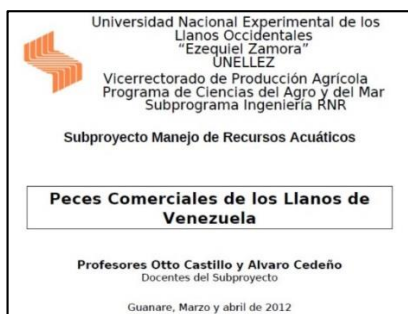 Universidad Nacional Experimental de los
Llanos Occidentales
“Ezequiel Zamora”
UNELLEZ
Vicerrectorado de Producción Agrícola
Programa de Ciencias del Agro y del Mar
Subprograma Ingeniería RNR
Subproyecto Manejo de Recursos Acuáticos
Peces Comerciales de los Llanos de
Venezuela
Profesores Otto Castillo y Alvaro Cedeño
Docentes del Subproyecto
Guanare, Marzo y abril de 2012